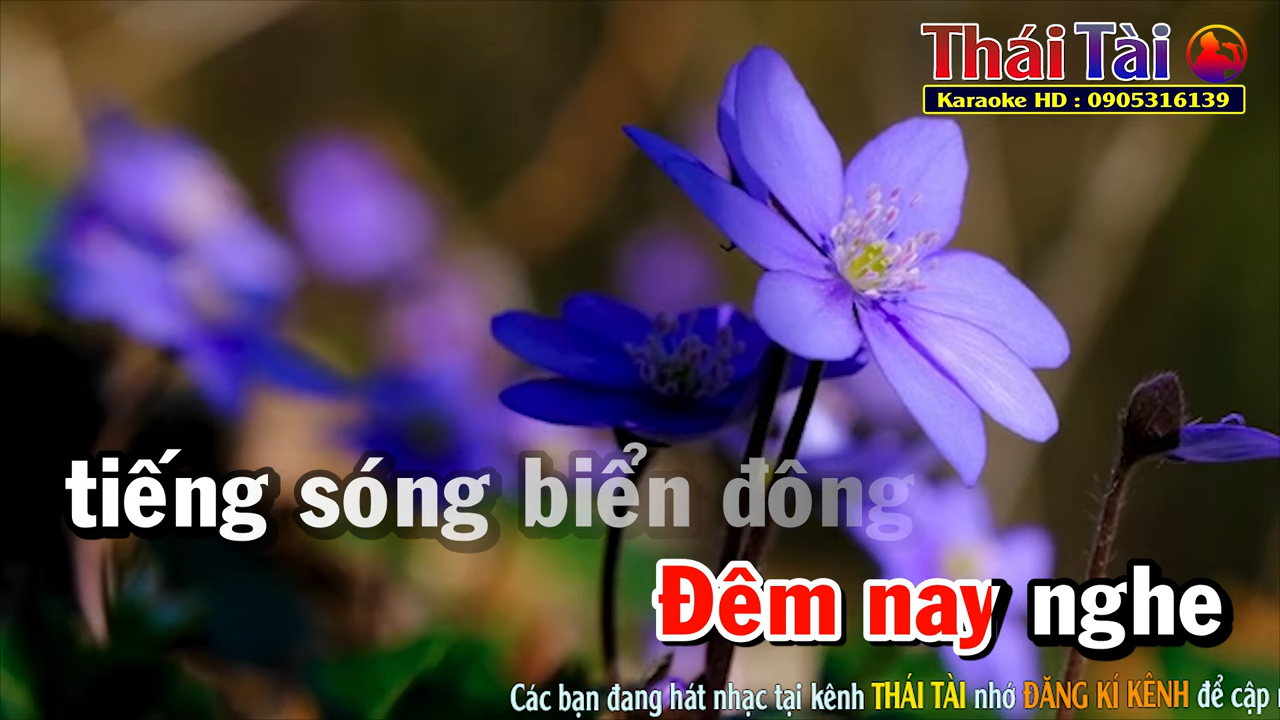 Thái Tài
Karaoke HD : 0905316139
tiếng sóng biển đông
Đêm nay nghe
Các bạn đang hát nhạc tại kênh THÁI TÀI nhớ ĐĂNG KÍ KÊNH để cập